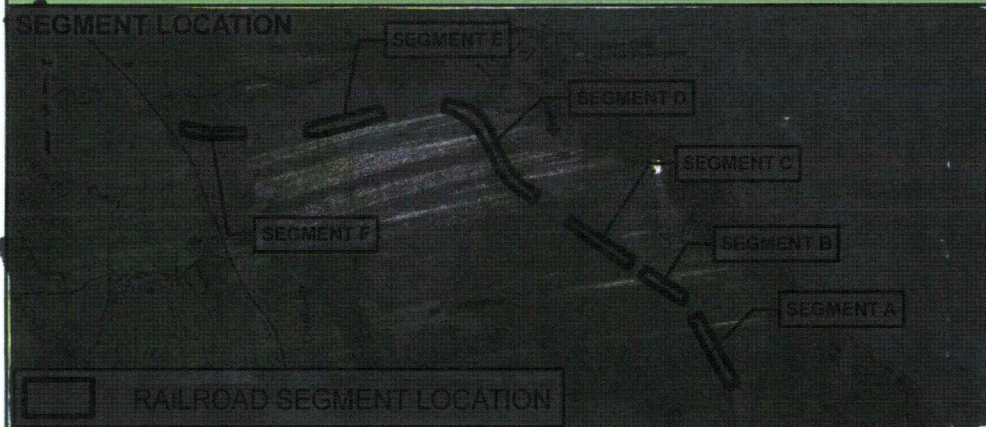 SEGMENT LOCATION
SEGMENT E
SEGMENT D
SEGMENT C
SEGMENT F
SEGMENT B
SEGMENT A
RAILROAD SEGMENT LOCATION